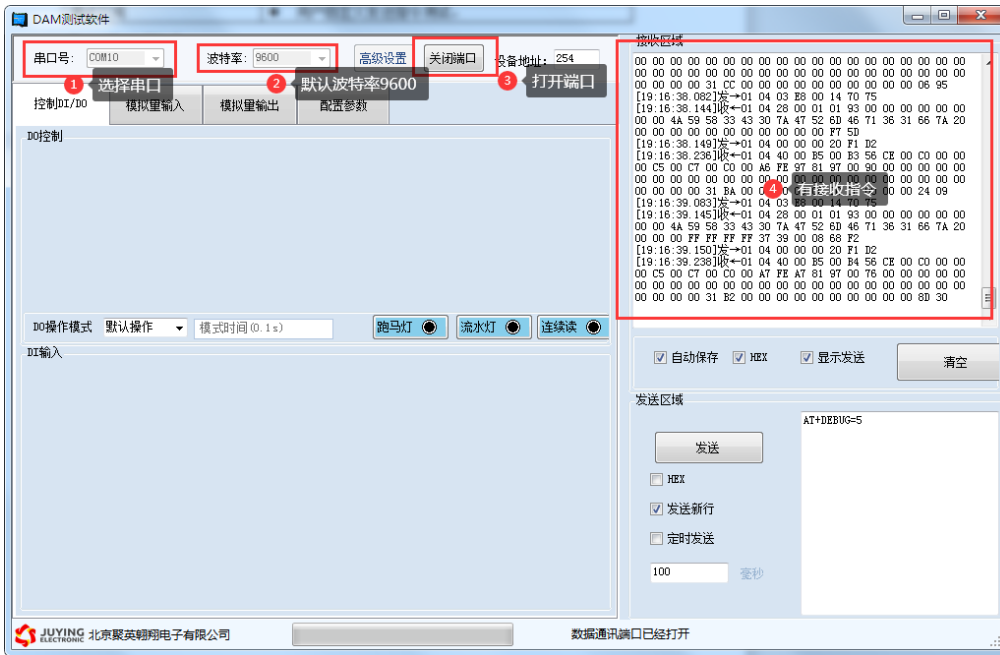 DAM测试软件
串口号: COM10
波特率: 9600
高级设置
关闭端口
设备地址: 254
1 选择串口
2 默认波特率9600
3 打开端口
控制DI/DO
模拟量输入
模拟量输出
配置参数
DO控制
DO操作模式 默认操作 模式时间(0.1s)
跑马灯
流水灯
连续读
DI输入
接收区域
00 00 00 00 00 00 00 00 00 00 00 00 00 00 00 00 00
00 00 00 00 00 00 00 00 00 00 00 00 00 00 00 00 00
00 00 00 00 31 CC 00 00 00 00 00 00 00 00 00 06 95
[19:16:38.082]发→01 04 03 E8 00 14 70 75
[19:16:38.144]收←01 04 28 00 01 01 93 00 00 00 00 00 00
00 00 4A 59 58 33 43 30 7A 47 52 6D 46 71 36 31 66 7A 20
00 00 00 00 00 00 00 00 00 00 00 F7 5D
[19:16:38.149]发→01 04 00 00 00 20 F1 D2
[19:16:38.236]收←01 04 40 00 B5 00 B3 56 CE 00 C0 00 00
00 C5 00 C7 00 C0 00 A6 FE 97 81 97 00 90 00 00 00 00
00 00 00 00 00 00 00 00 00 00 00 00 00 00 00 00 00
00 00 00 00 31 BA 00 00 00 24 09
4 有接收指令
[19:16:39.083]发→01 04 03 E8 00 14 70 75
[19:16:39.145]收←01 04 28 00 01 01 93 00 00 00 00 00 00
00 00 4A 59 58 33 43 30 7A 47 52 6D 46 71 36 31 66 7A 20
00 00 00 FF FF FF FF 37 39 00 08 68 F2
[19:16:39.150]发→01 04 00 00 00 20 F1 D2
[19:16:39.238]收←01 04 40 00 B5 00 B4 56 CE 00 C0 00 00
00 C5 00 C7 00 C0 00 A7 FE A7 81 97 00 76 00 00 00 00
00 00 00 00 00 00 00 00 00 00 00 00 00 00 00 00 00
00 00 00 00 31 B2 00 00 00 00 00 00 00 00 00 8D 30
自动保存
HEX
显示发送
清空
发送区域
发送
AT+DEBUG=5
HEX
发送新行
定时发送
100 毫秒
JUYING ELECTRONIC 北京聚英翱翔电子有限公司
数据通讯端口已经打开